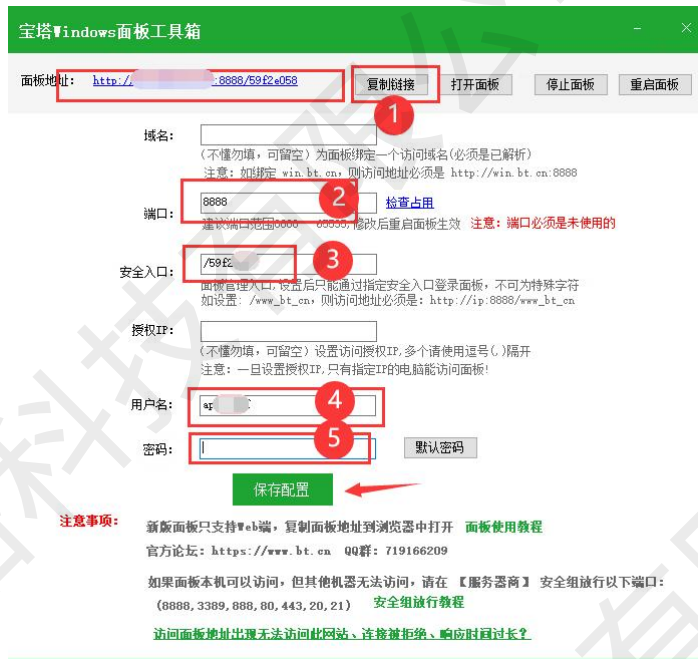 宝塔Windows面板工具箱
面板地址: http:// :8888/59f2e058 复制链接 打开面板 停止面板 重启面板
1
域名:
(不懂勿填，可留空) 为面板绑定一个访问域名(必须是已解析)
注意: 如绑定 win.bt.cn, 则访问地址必须是 http://win.bt.cn:8888
端口: 8888 2 检查占用
建议端口范围8888 - 65535,修改后重启面板生效 注意: 端口必须是未使用的
安全入口: /59f2 3
面板管理入口,设置后只能通过指定安全入口登录面板，不可为特殊字符
如设置: /www_bt_cn, 则访问地址必须是: http://ip:8888/www_bt_cn
授权IP:
(不懂勿填，可留空) 设置访问授权IP,多个请使用逗号(,)隔开
注意: 一旦设置授权IP,只有指定IP的电脑能访问面板!
用户名: 4
密码: 5 默认密码
保存配置
注意事项: 新版面板只支持Web端，复制面板地址到浏览器中打开 面板使用教程
官方论坛: https://www.bt.cn QQ群: 719166209
如果面板本机可以访问，但其他机器无法访问，请在 【服务器商】 安全组放行以下端口:
(8888,3389,888,80,443,20,21) 安全组放行教程
访问面板地址出现无法访问此网站、连接被拒绝、响应时间过长?